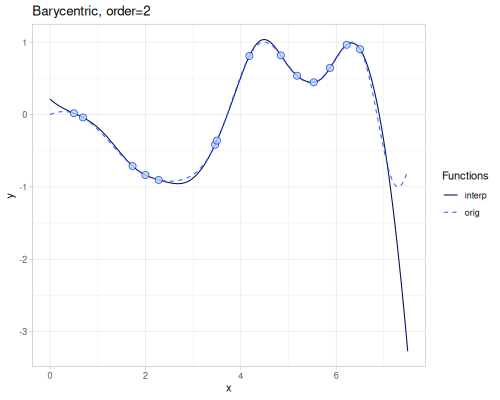 Barycentric, order=2
1
0
-1
-2
-3
y
0
2
4
6
x
Functions
interp
orig